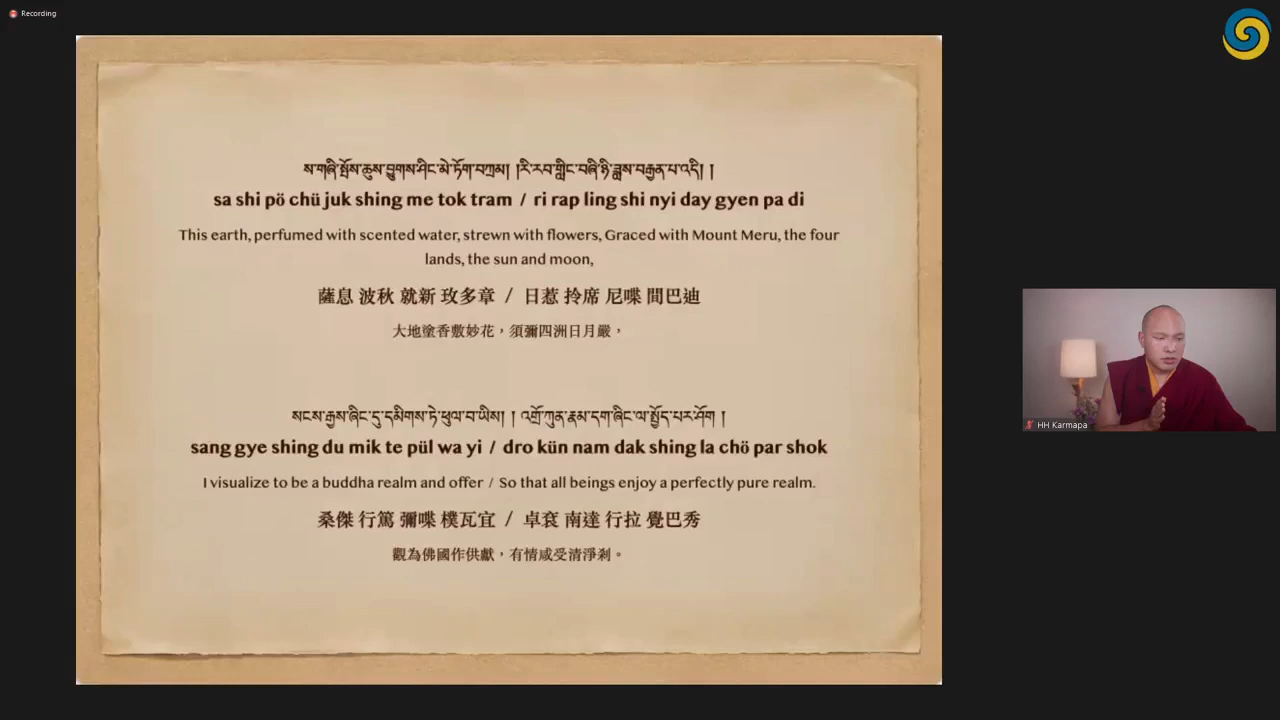 Recording
ས་གཞི་སྤོས་ཆུས་བྱུགས་ཤིང་མེ་ཏོག་བཀྲམ། །རི་རབ་གླིང་བཞི་ཉི་ཟླས་བརྒྱན་པ་འདི། །
sa shi pö chü juk shing me tok tram / ri rap ling shi nyi day gyen pa di
This earth, perfumed with scented water, strewn with flowers, Graced with Mount Meru, the four
lands, the sun and moon,
薩息 波秋 就新 玫多章 / 日惹 拎席 尼喋 間巴迪
大地塗香敷妙花，須彌四洲日月嚴，
སངས་རྒྱས་ཞིང་དུ་དམིགས་ཏེ་ཕུལ་བ་ཡིས། །འགྲོ་ཀུན་རྣམ་དག་ཞིང་ལ་སྤྱོད་པར་ཤོག །
sang gye shing du mik te pül wa yi / dro kün nam dak shing la chö par shok
I visualize to be a buddha realm and offer / So that all beings enjoy a perfectly pure realm.
桑傑 行篤 彌喋 樸瓦宜 / 卓袞 南達 行拉 覺巴秀
觀為佛國作供獻，有情咸受清淨剎。
HH Karmapa